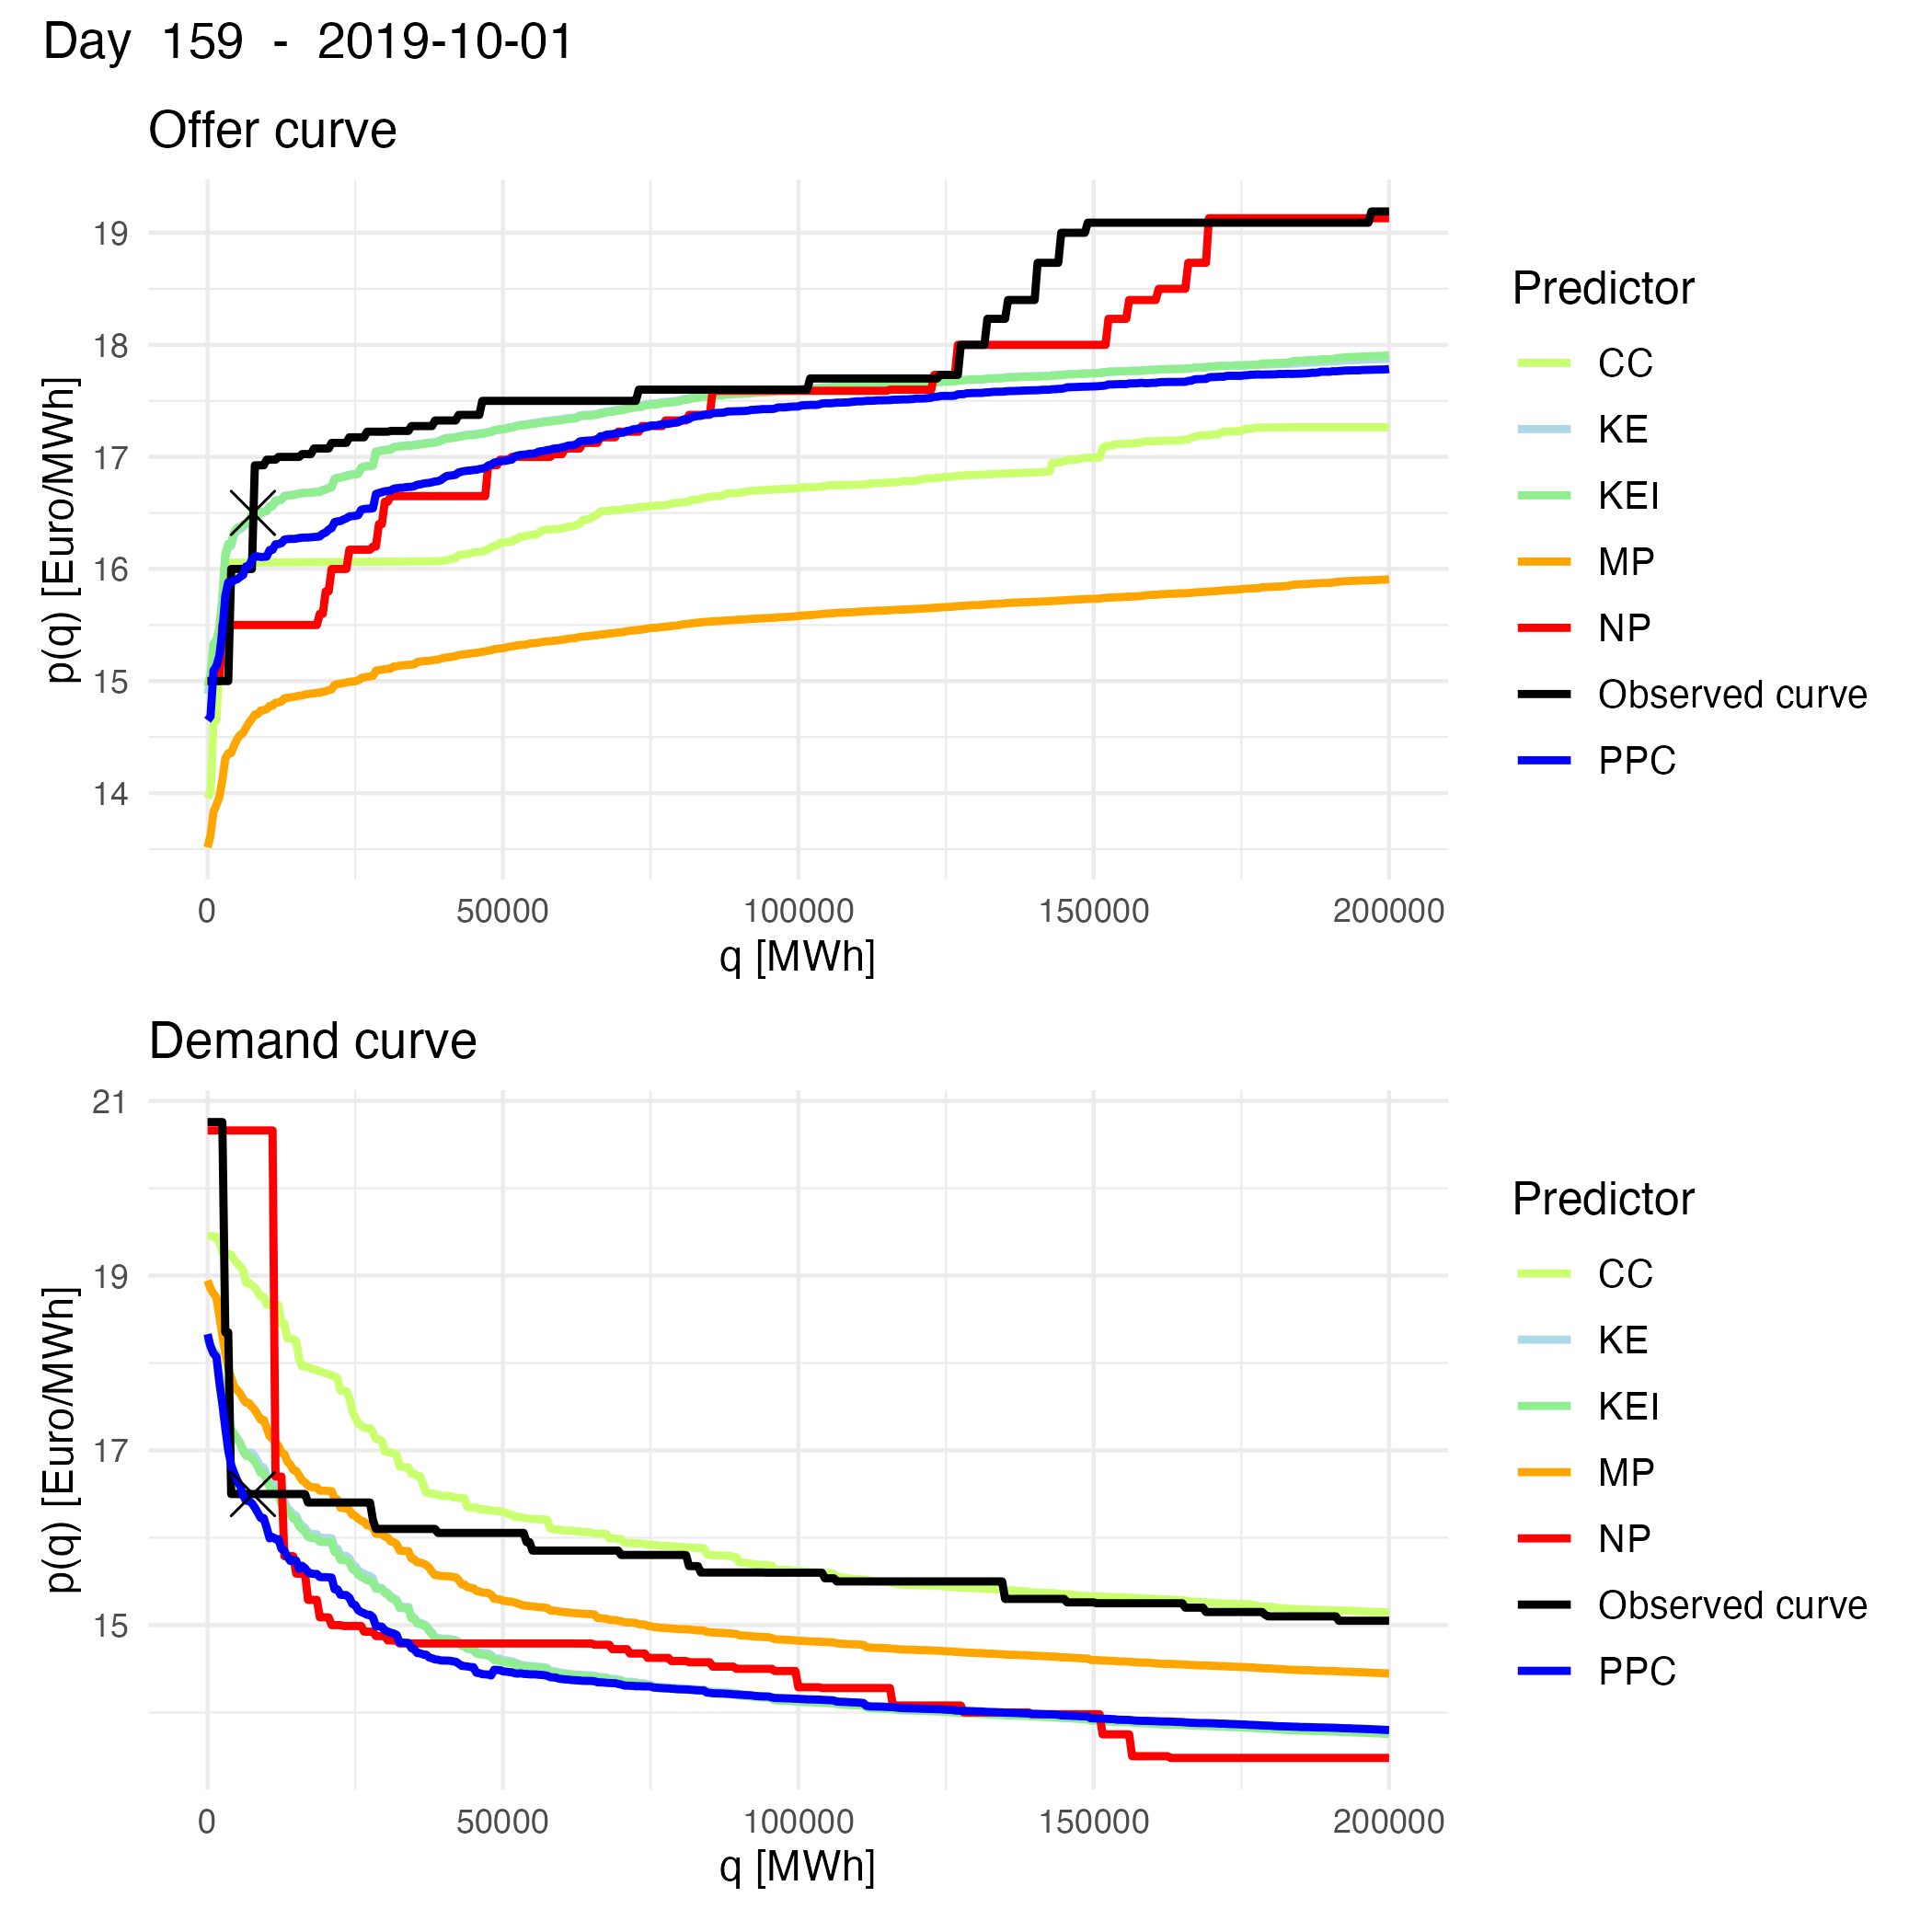 Day 159 - 2019-10-01
Offer curve
19
18
17
16
15
14
p(q) [Euro/MWh]
0 50000 100000 150000 200000
q [MWh]
Predictor
CC
KE
KEI
MP
NP
Observed curve
PPC
Demand curve
21
19
17
15
p(q) [Euro/MWh]
0 50000 100000 150000 200000
q [MWh]
Predictor
CC
KE
KEI
MP
NP
Observed curve
PPC